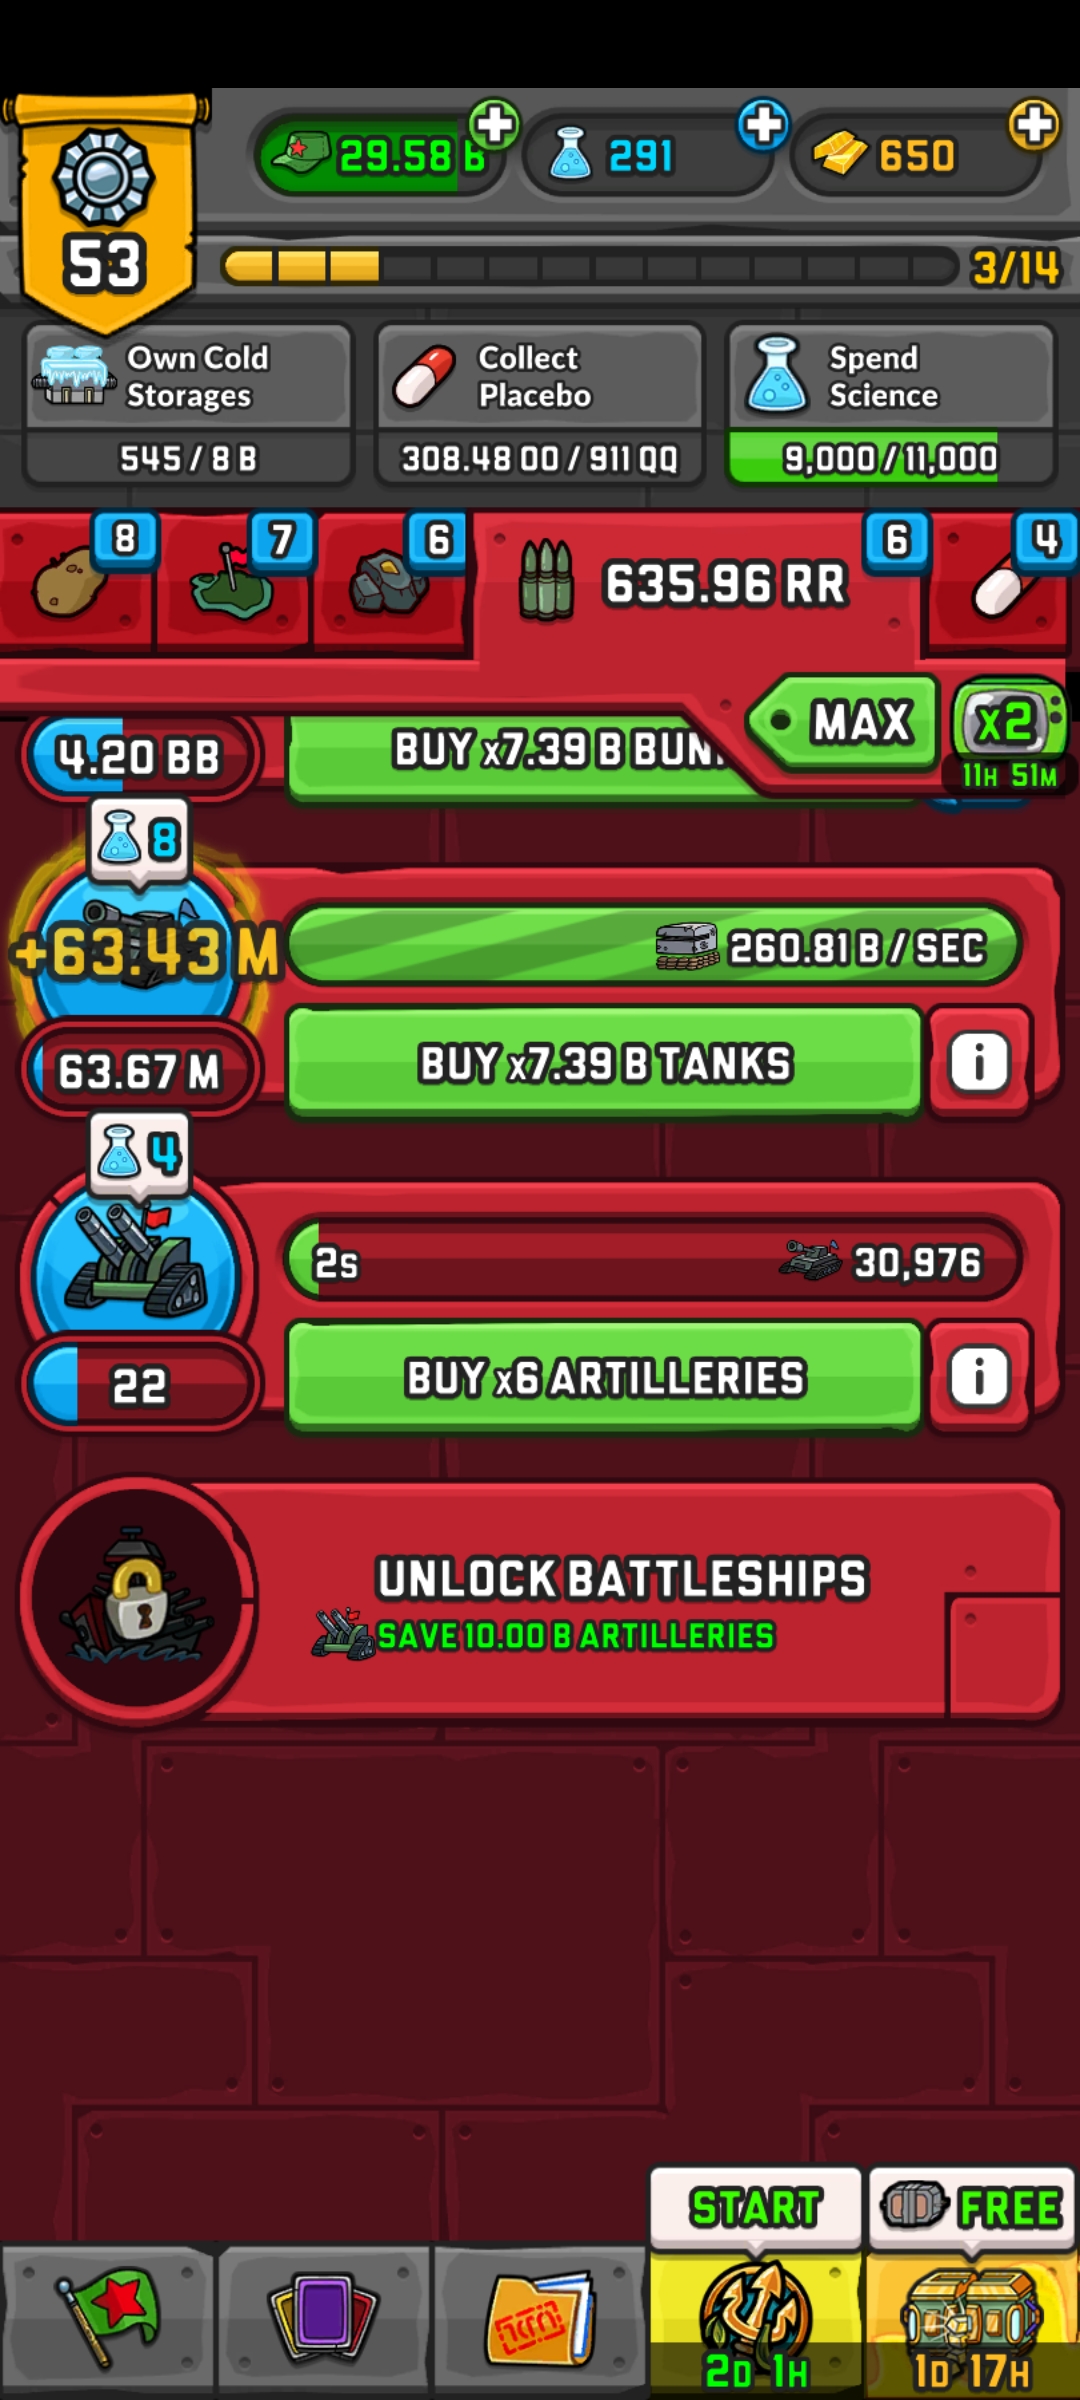 29.58 B
291
650
53
3/14
Own Cold
Storages
545 / 8 B
Collect
Placebo
308.48 OO / 911 QQ
Spend
Science
9,000 / 11,000
8
7
6
635.96 RR
6
4
MAX
x2
11H 51M
4.20 BB
BUY x7.39 B
8
+63.43 M
260.81 B / SEC
63.67 M
BUY x7.39 B TANKS
i
4
2s
30,976
22
BUY x6 ARTILLERIES
i
UNLOCK BATTLESHIPS
SAVE 10.00 B ARTILLERIES
START
FREE
2D 1H
1D 17H